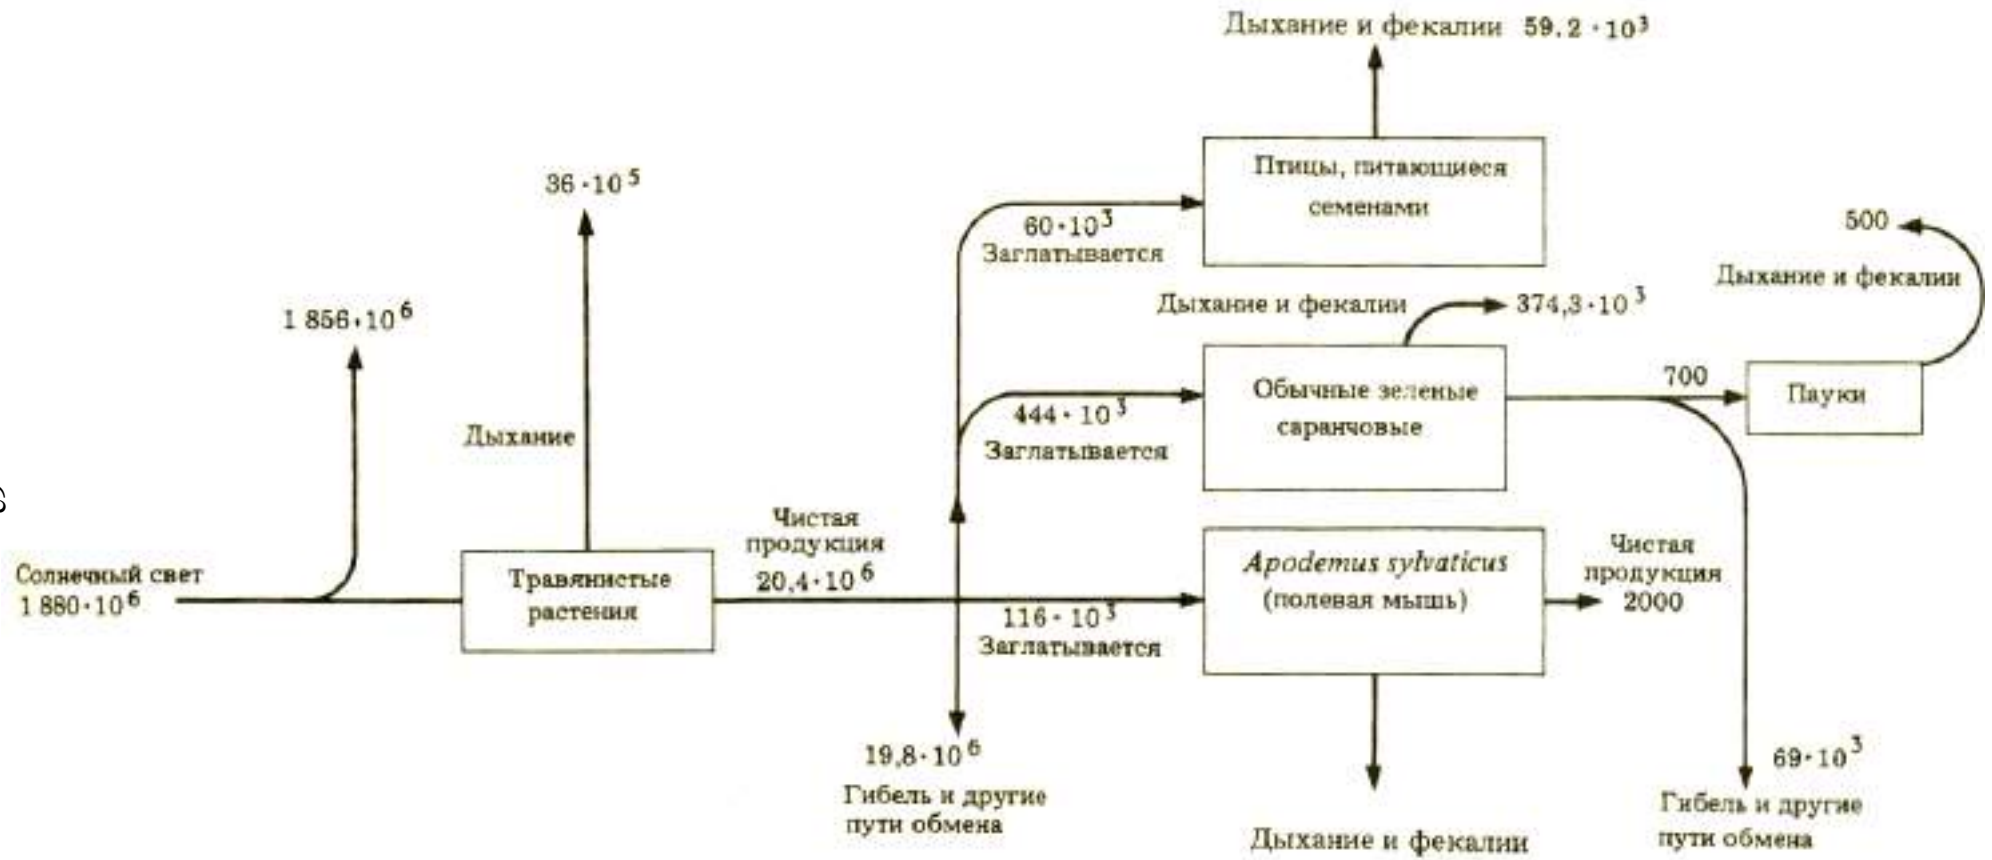 Дыхание и фекалии 59.2 · 10³
Птицы, питающиеся
семенами
36 · 10⁵
60 · 10³
Заглатывается
500
Дыхание и фекалии
1 856 · 10⁶
Дыхание и фекалии
374,3 · 10³
Дыхание
444 · 10³
Заглатывается
Обычные зеленые
саранчовые
700
Пауки
Солнечный свет
1 880 · 10⁶
Травянистые
растения
Чистая
продукция
20,4 · 10⁶
116 · 10³
Заглатывается
Apodemus sylvaticus
(полевая мышь)
Чистая
продукция
2000
19,8 · 10⁶
Гибель и другие
пути обмена
Дыхание и фекалии
69 · 10³
Гибель и другие
пути обмена